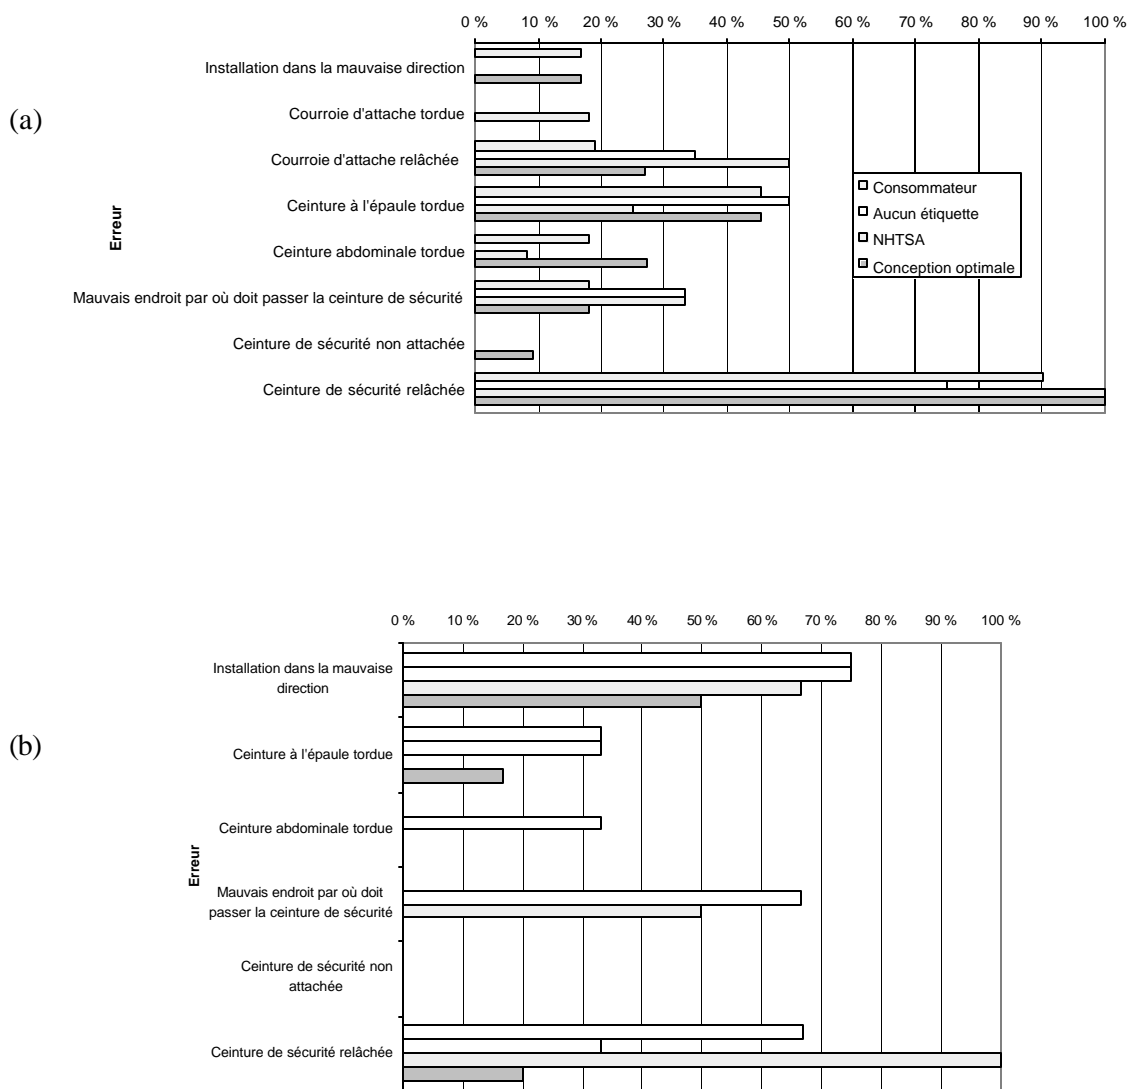 0 % 10 % 20 % 30 % 40 % 50 % 60 % 70 % 80 % 90 % 100 %
(a)
Erreur
Installation dans la mauvaise direction
Courroie d'attache tordue
Courroie d'attache relâchée
Ceinture à l'épaule tordue
Ceinture abdominale tordue
Mauvais endroit par où doit passer la ceinture de sécurité
Ceinture de sécurité non attachée
Ceinture de sécurité relâchée
Consommateur
Aucun étiquette
NHTSA
Conception optimale
0 % 10 % 20 % 30 % 40 % 50 % 60 % 70 % 80 % 90 % 100 %
(b)
Erreur
Installation dans la mauvaise
direction
Ceinture à l'épaule tordue
Ceinture abdominale tordue
Mauvais endroit par où doit
passer la ceinture de sécurité
Ceinture de sécurité non
attachée
Ceinture de sécurité relâchée